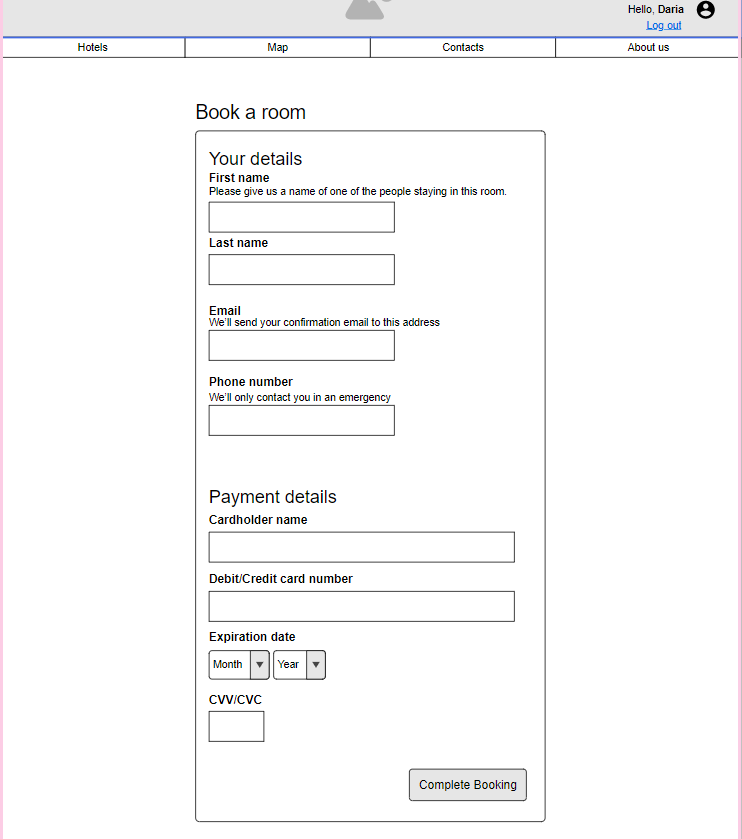 Hello, Daria
Log out
Hotels
Map
Contacts
About us
Book a room
Your details
First name
Please give us a name of one of the people staying in this room.
Last name
Email
We'll send your confirmation email to this address
Phone number
We'll only contact you in an emergency
Payment details
Cardholder name
Debit/Credit card number
Expiration date
Month
Year
CVV/CVC
Complete Booking